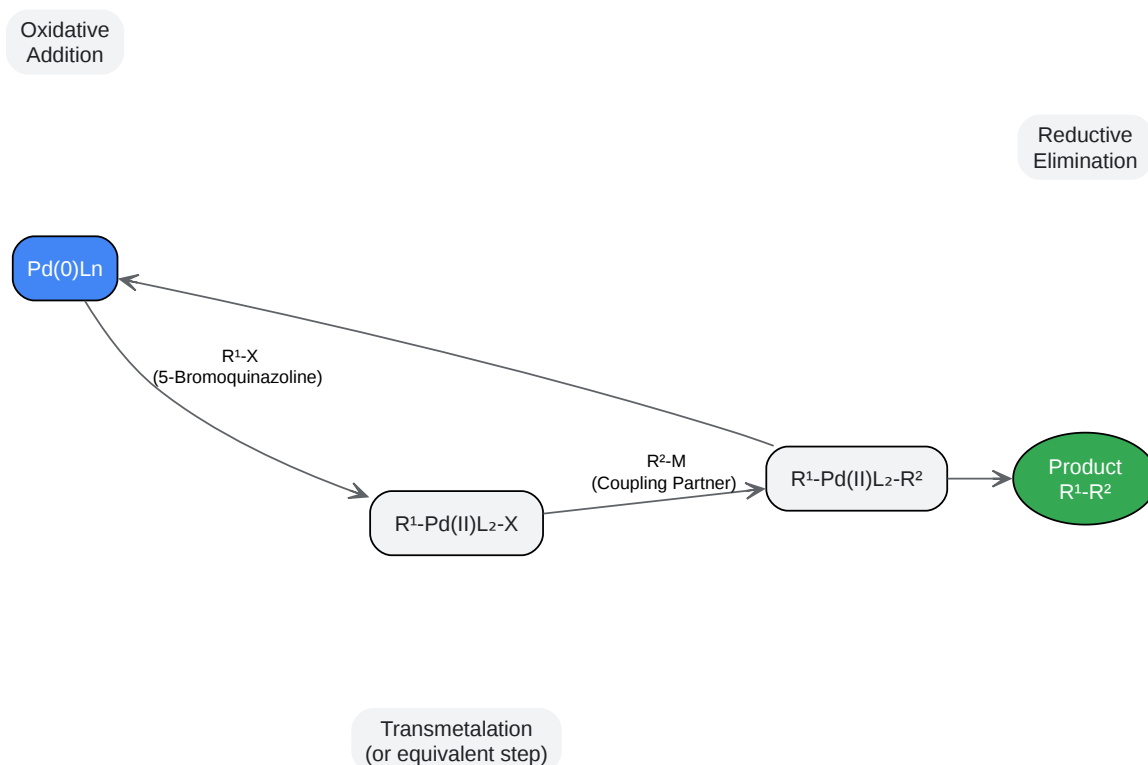 Oxidative
Addition
Reductive
Elimination
Pd(0)Ln
R¹-X
(5-Bromoquinazoline)
R²-M
(Coupling Partner)
R¹-Pd(II)L₂-R²
Product
R¹-R²
R¹-Pd(II)L₂-X
Transmetalation
(or equivalent step)